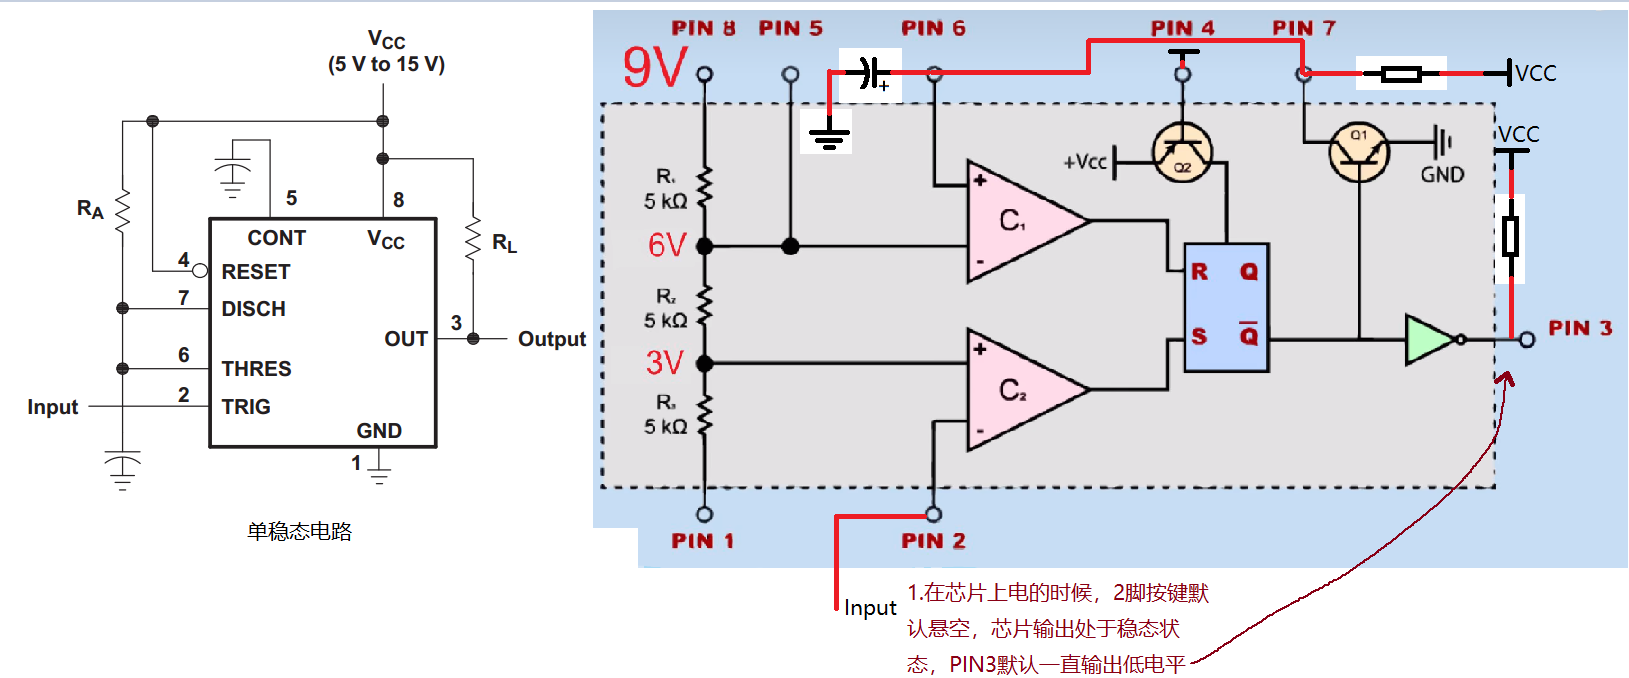 VCC
(5 V to 15 V)
RA
5
8
CONT
VCC
RL
4
RESET
7
DISCH
OUT
3
Output
6
THRES
Input
2
TRIG
GND
1
单稳态电路
PIN 8
PIN 5
PIN 6
PIN 4
PIN 7
9V
+
VCC
VCC
R1
5 kΩ
+Vcc
Q2
Q1
GND
+
C1
-
6V
R2
5 kΩ
R
Q
S
Q̅
PIN 3
3V
+
C2
-
R3
5 kΩ
PIN 1
PIN 2
Input
1.在芯片上电的时候，2脚按键默
认悬空，芯片输出处于稳态状
态，PIN3默认一直输出低电平